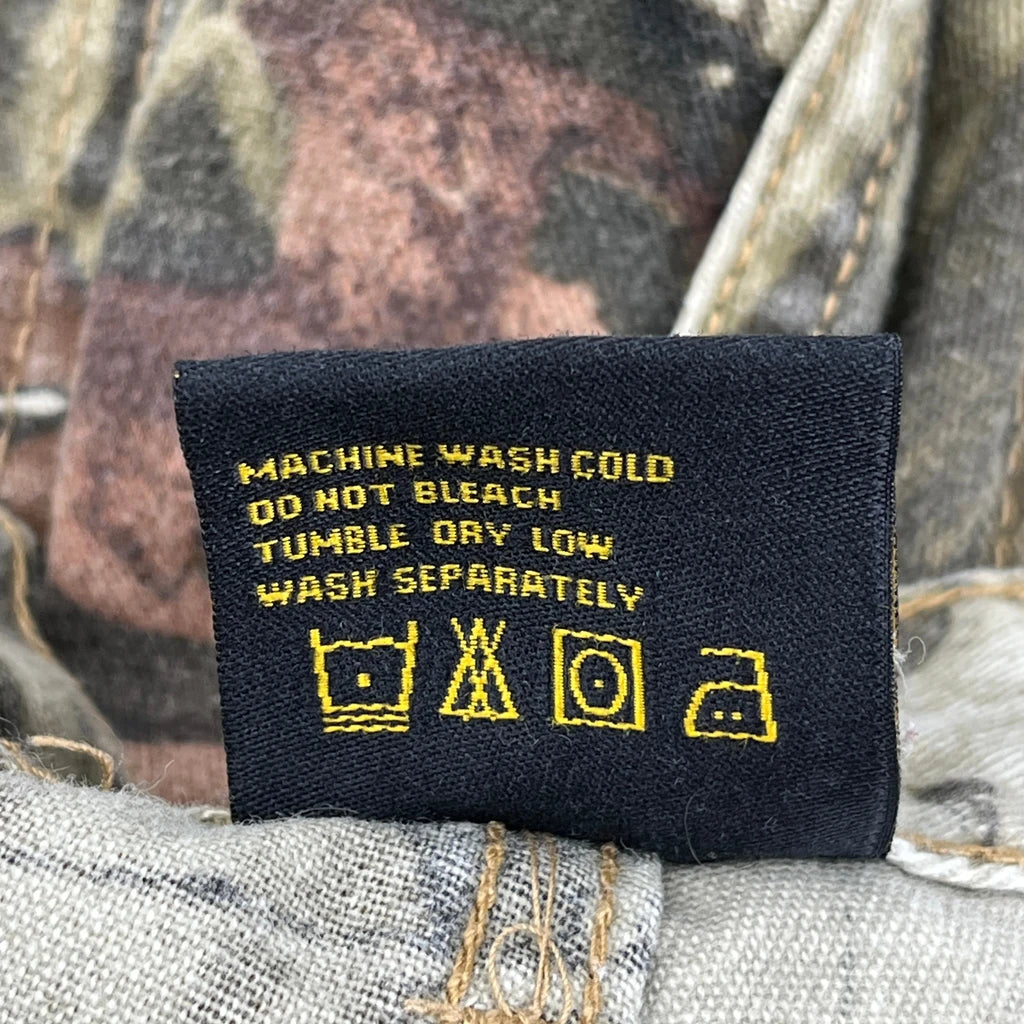 MACHINE WASH COLD
DO NOT BLEACH
TUMBLE DRY LOW
WASH SEPARATELY